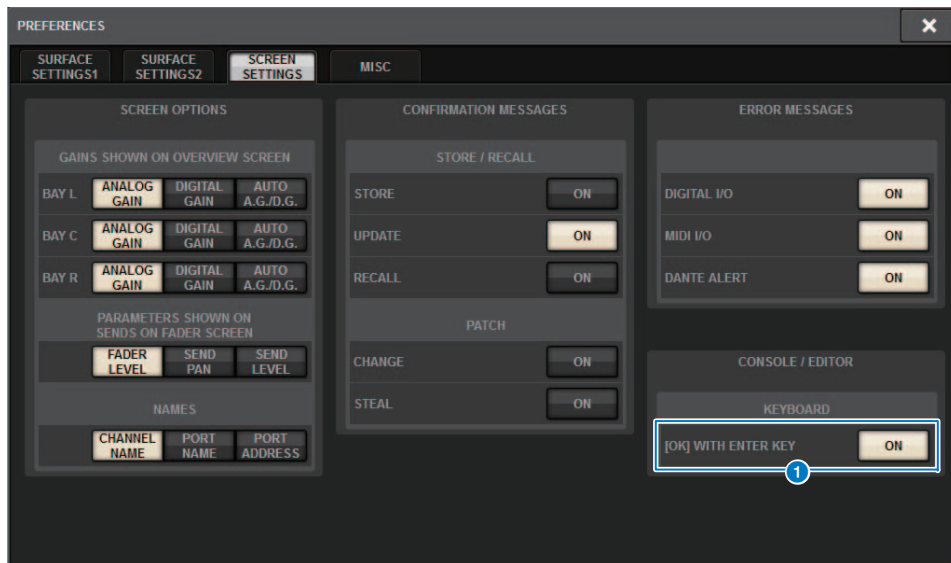 PREFERENCES
SURFACE
SETTINGS1
SURFACE
SETTINGS2
SCREEN
SETTINGS
MISC
SCREEN OPTIONS
GAINS SHOWN ON OVERVIEW SCREEN
BAY L
ANALOG
GAIN
DIGITAL
GAIN
AUTO
A.G./D.G.
BAY C
ANALOG
GAIN
DIGITAL
GAIN
AUTO
A.G./D.G.
BAY R
ANALOG
GAIN
DIGITAL
GAIN
AUTO
A.G./D.G.
PARAMETERS SHOWN ON
SENDS ON FADER SCREEN
FADER
LEVEL
SEND
PAN
SEND
LEVEL
NAMES
CHANNEL
NAME
PORT
NAME
PORT
ADDRESS
CONFIRMATION MESSAGES
STORE / RECALL
STORE
ON
UPDATE
ON
RECALL
ON
PATCH
CHANGE
ON
STEAL
ON
ERROR MESSAGES
DIGITAL I/O
ON
MIDI I/O
ON
DANTE ALERT
ON
CONSOLE / EDITOR
KEYBOARD
[OK] WITH ENTER KEY
ON
1